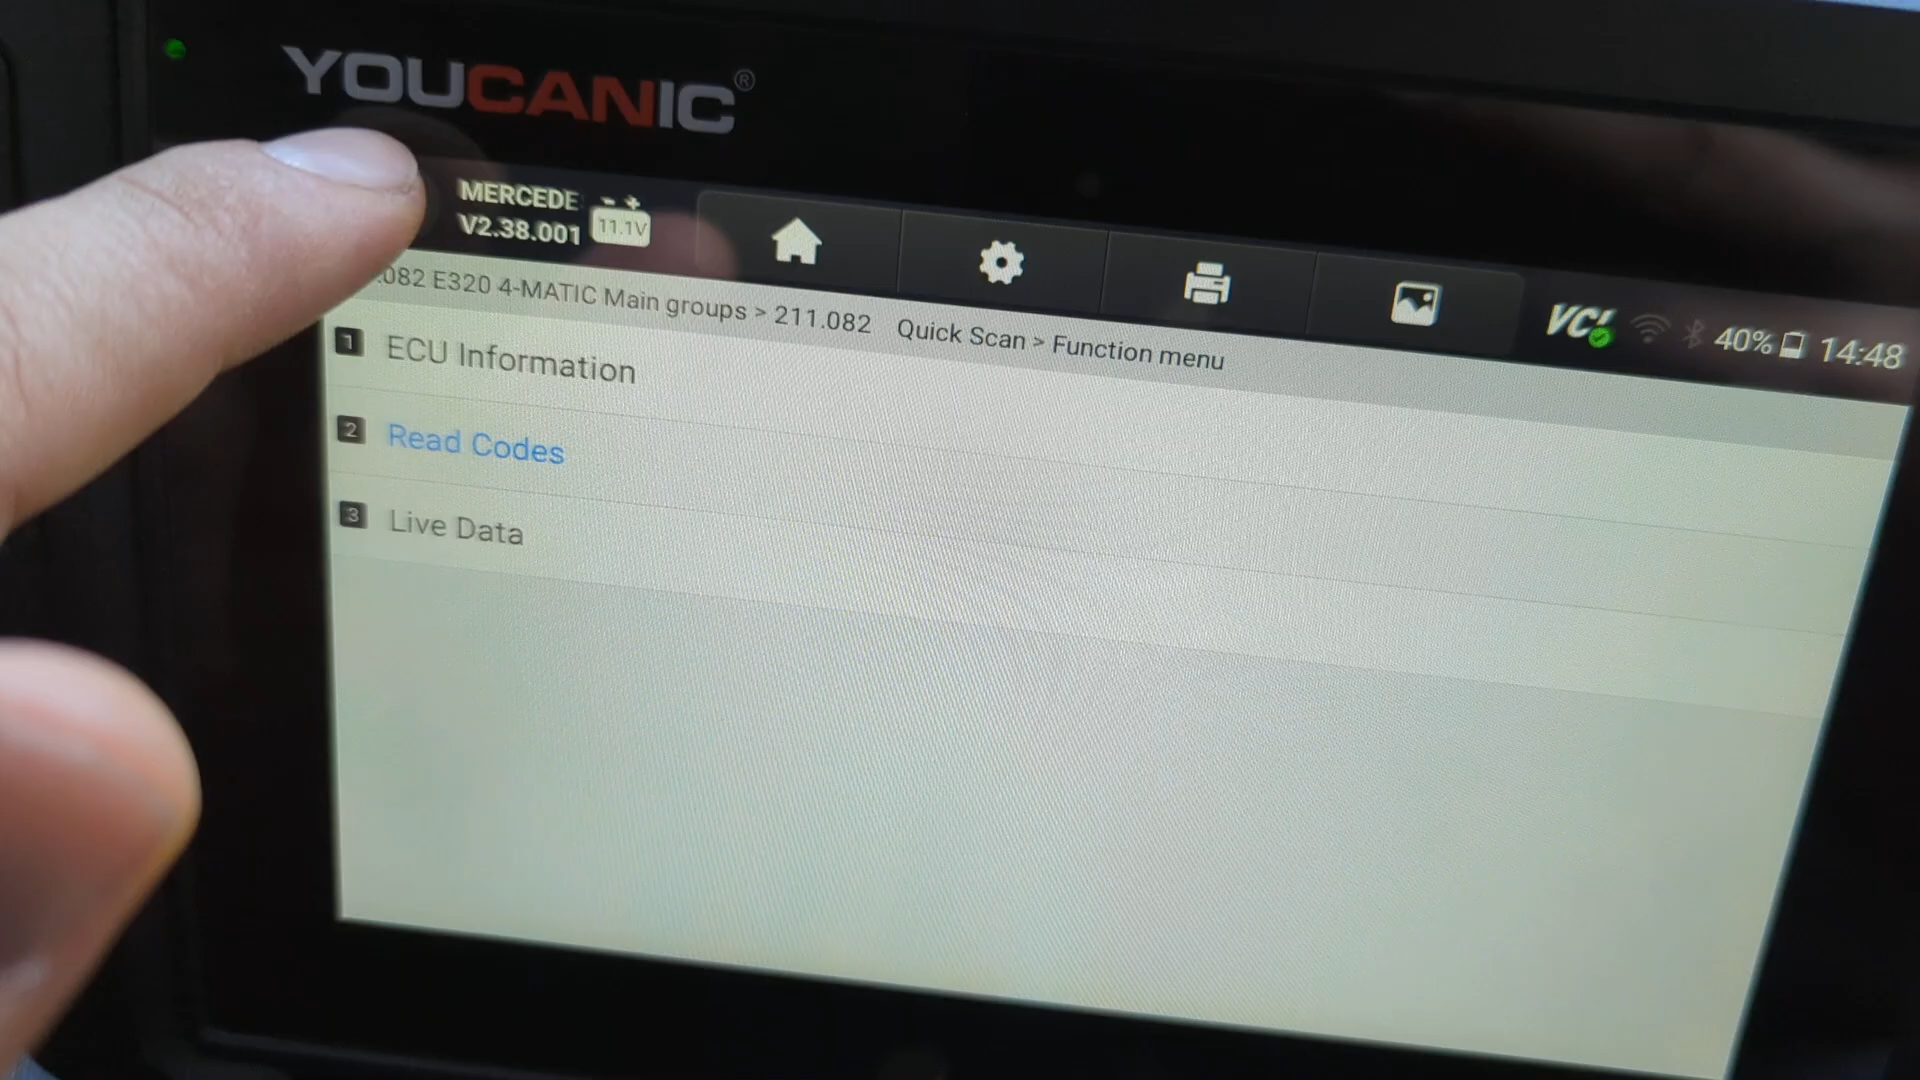 YOUCANIC®
MERCEDE
V2.38.001
11.1V
VCI
40%
14:48
.082 E320 4-MATIC Main groups > 211.082 Quick Scan > Function menu
1 ECU Information
2 Read Codes
3 Live Data